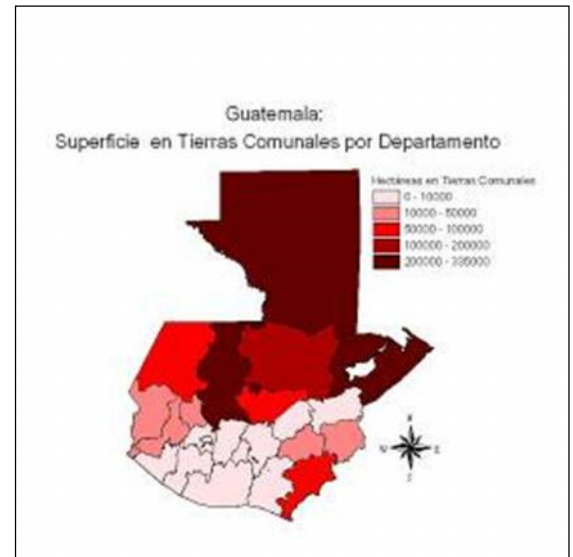 Guatemala:
Superficie en Tierras Comunales por Departamento
Hectáreas en Tierras Comunales
0 - 10000
10000 - 50000
50000 - 100000
100000 - 200000
200000 - 335000
N
W
E
S